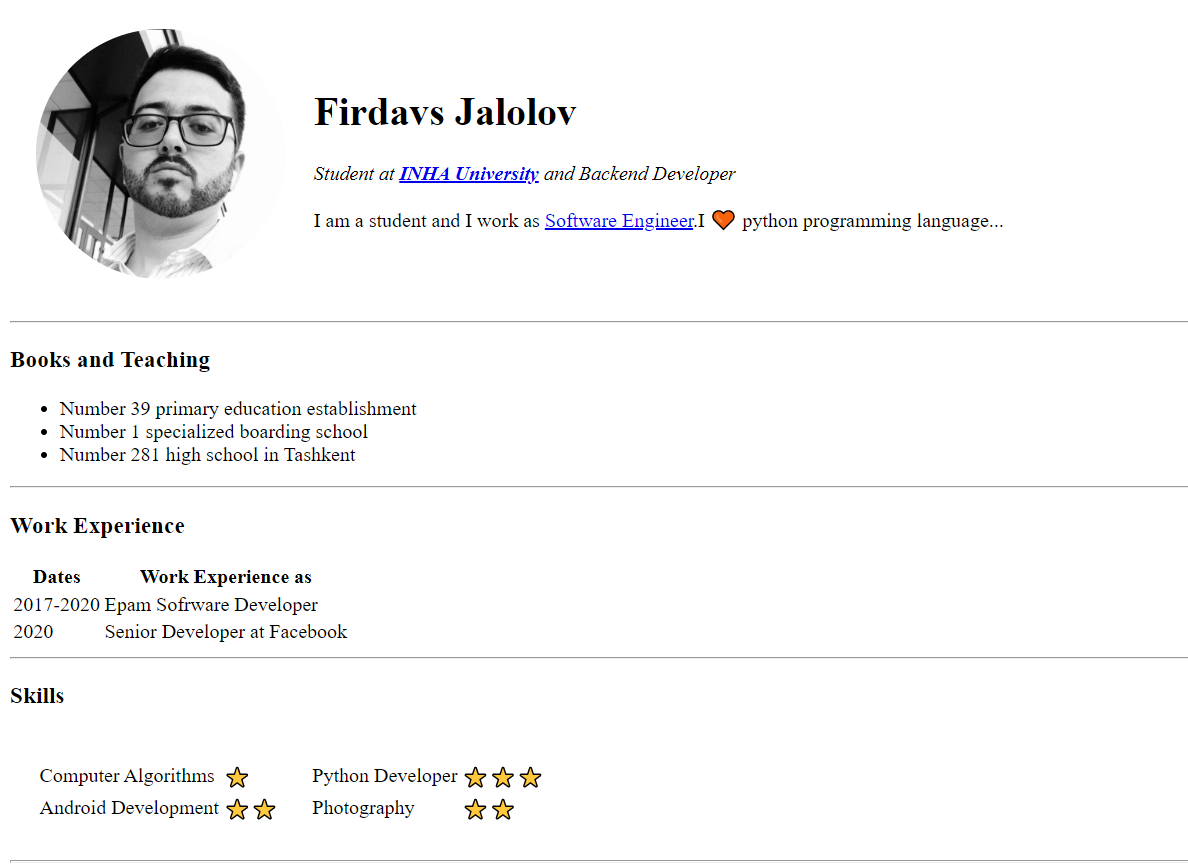 Firdavs Jalolov
Student at INHA University and Backend Developer
I am a student and I work as Software Engineer.I 🧡 python programming language...
Books and Teaching
Number 39 primary education establishment
Number 1 specialized boarding school
Number 281 high school in Tashkent
Work Experience
Dates Work Experience as
2017-2020 Epam Sofrware Developer
2020 Senior Developer at Facebook
Skills
Computer Algorithms ⭐ Python Developer ⭐⭐⭐
Android Development ⭐⭐ Photography ⭐⭐